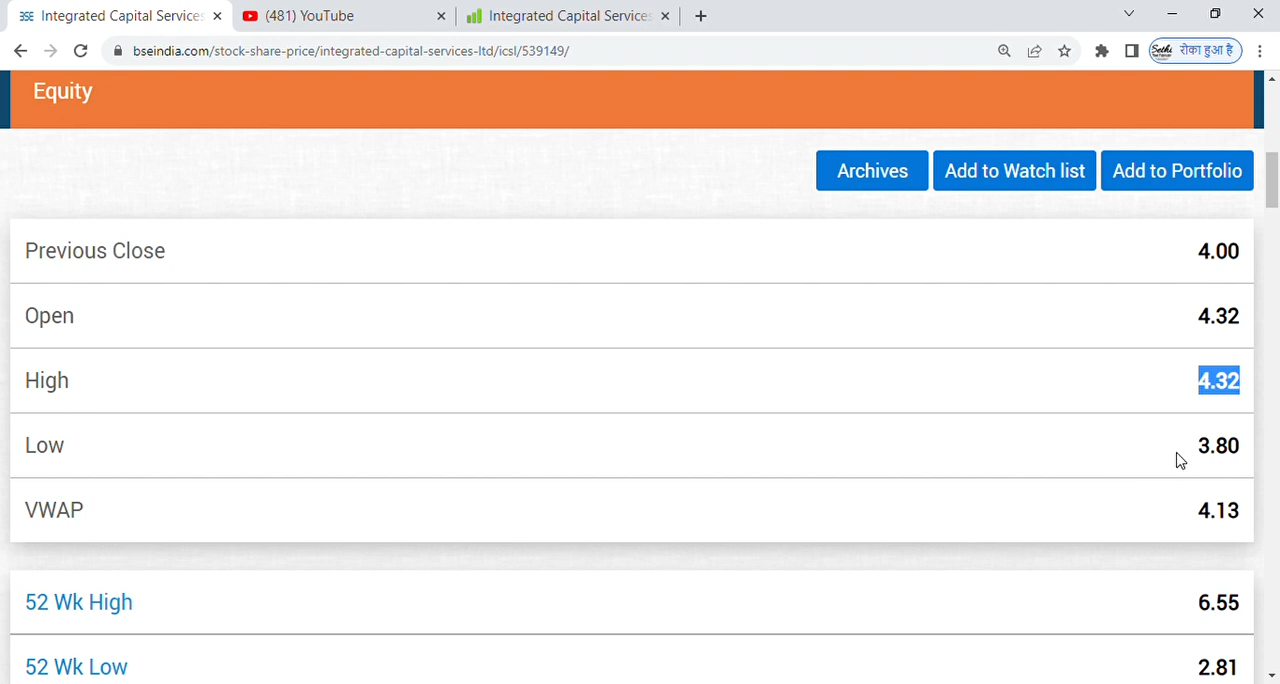 Integrated Capital Services
(481) YouTube
Integrated Capital Services
bseindia.com/stock-share-price/integrated-capital-services-ltd/icsl/539149/
Sethi
रोका हुआ है
Equity
Archives
Add to Watch list
Add to Portfolio
Previous Close 4.00
Open 4.32
High 4.32
Low 3.80
VWAP 4.13
52 Wk High 6.55
52 Wk Low 2.81